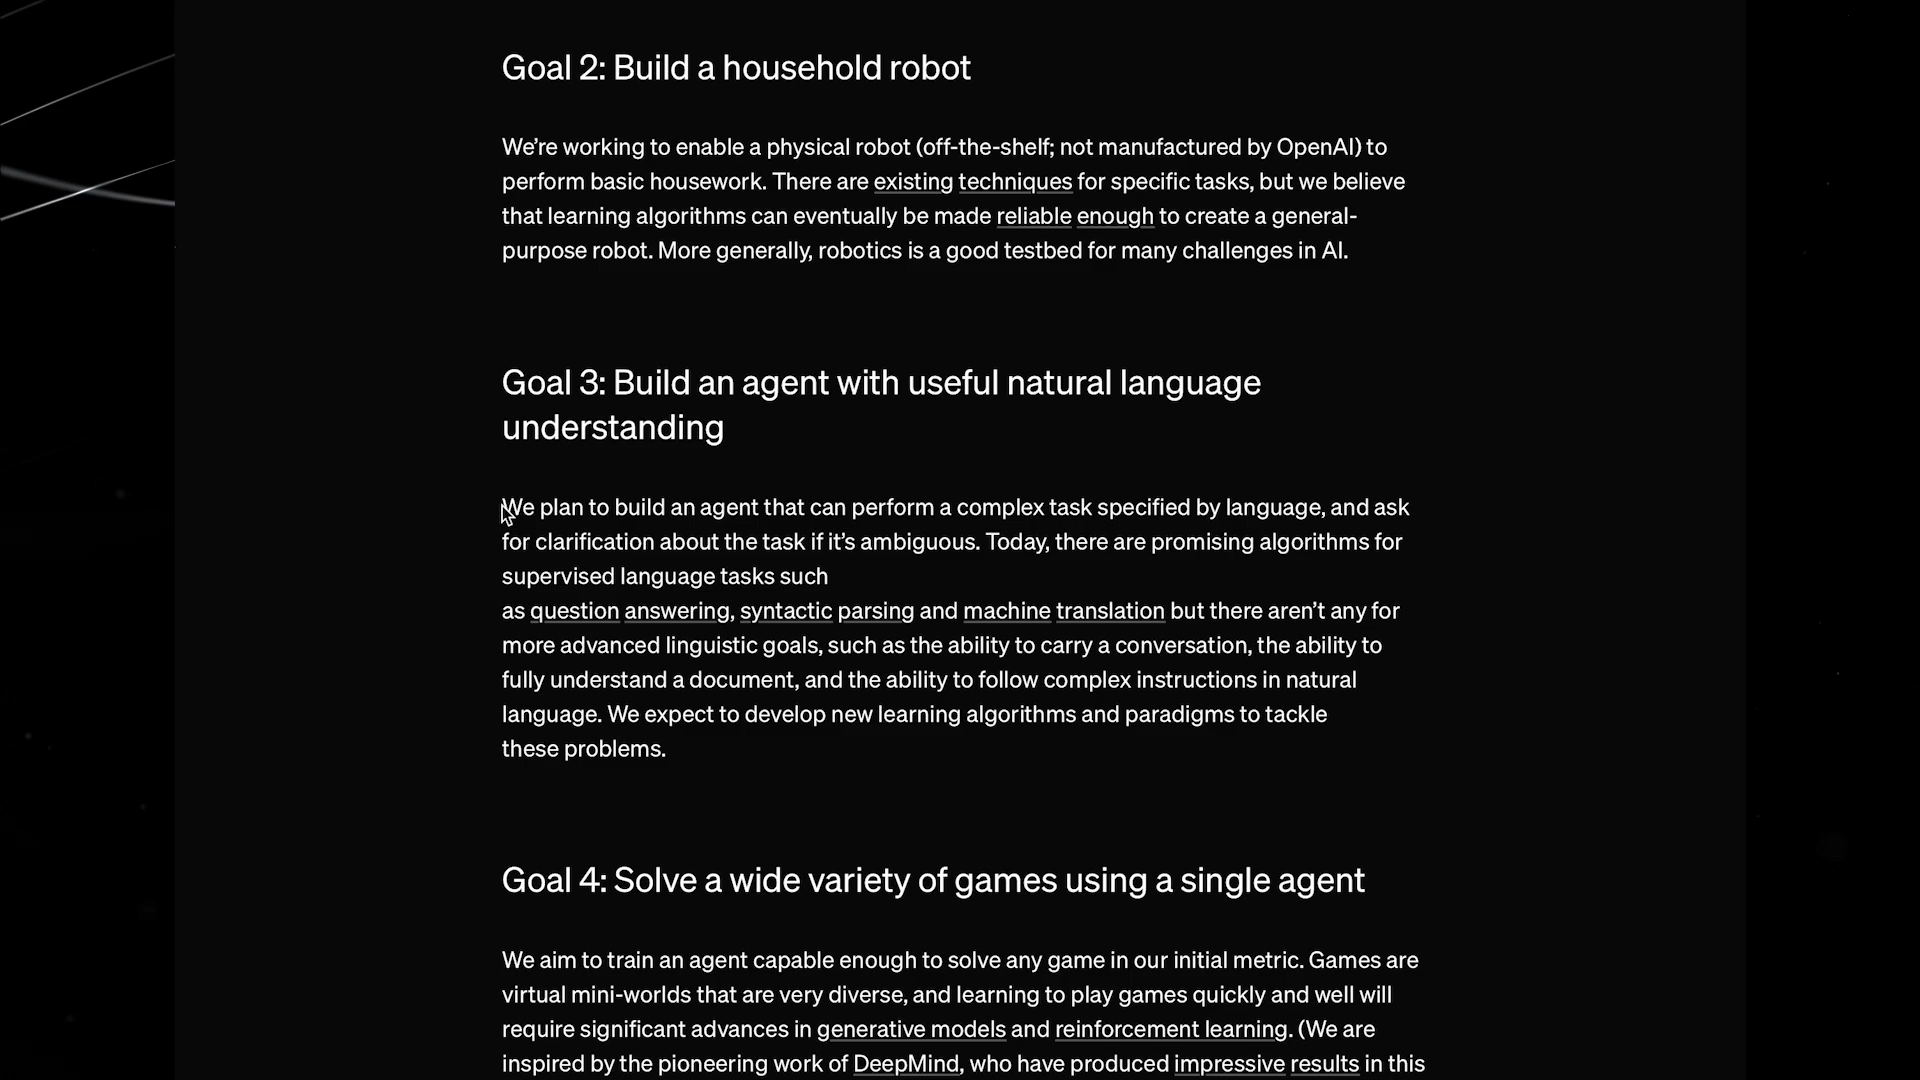 Goal 2: Build a household robot
We’re working to enable a physical robot (off-the-shelf; not manufactured by OpenAI) to
perform basic housework. There are existing techniques for specific tasks, but we believe
that learning algorithms can eventually be made reliable enough to create a general-
purpose robot. More generally, robotics is a good testbed for many challenges in AI.
Goal 3: Build an agent with useful natural language
understanding
We plan to build an agent that can perform a complex task specified by language, and ask
for clarification about the task if it’s ambiguous. Today, there are promising algorithms for
supervised language tasks such
as question answering, syntactic parsing and machine translation but there aren’t any for
more advanced linguistic goals, such as the ability to carry a conversation, the ability to
fully understand a document, and the ability to follow complex instructions in natural
language. We expect to develop new learning algorithms and paradigms to tackle
these problems.
Goal 4: Solve a wide variety of games using a single agent
We aim to train an agent capable enough to solve any game in our initial metric. Games are
virtual mini-worlds that are very diverse, and learning to play games quickly and well will
require significant advances in generative models and reinforcement learning. (We are
inspired by the pioneering work of DeepMind, who have produced impressive results in this